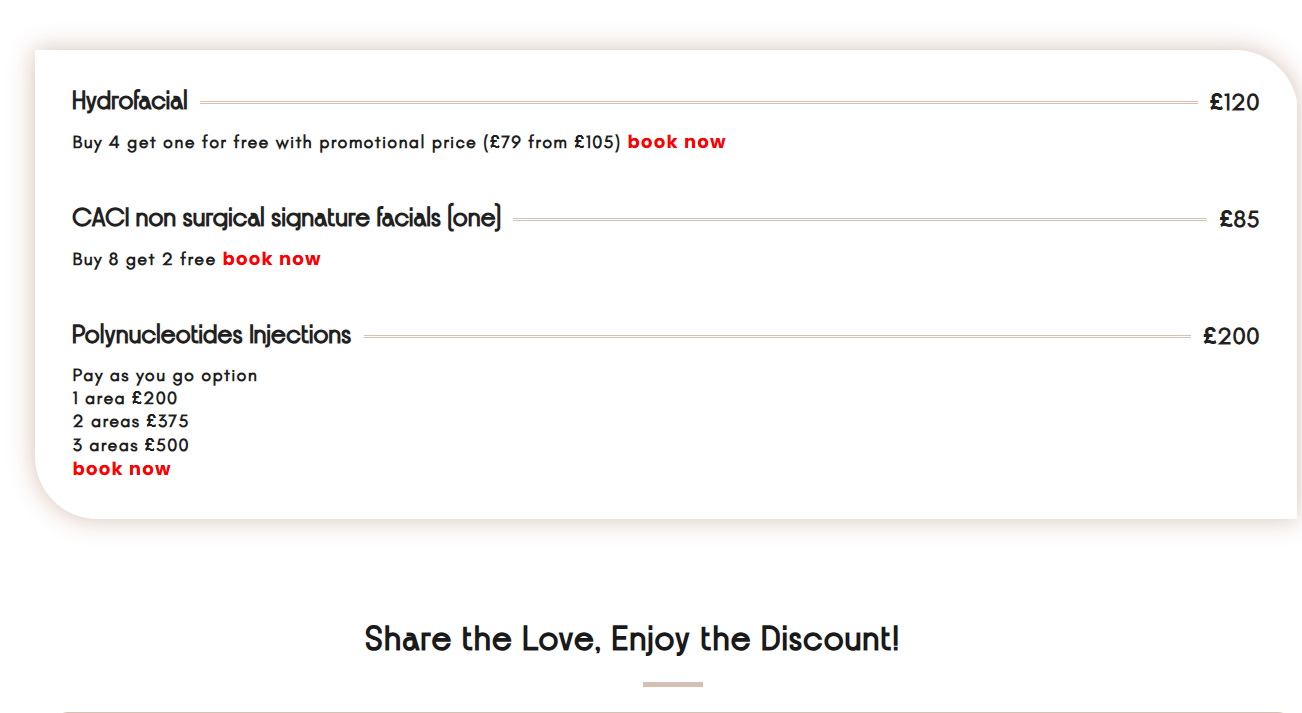 Hydrofacial £120
Buy 4 get one for free with promotional price (£79 from £105) book now
CACI non surgical signature facials (one) £85
Buy 8 get 2 free book now
Polynucleotides Injections £200
Pay as you go option
1 area £200
2 areas £375
3 areas £500
book now
Share the Love, Enjoy the Discount!